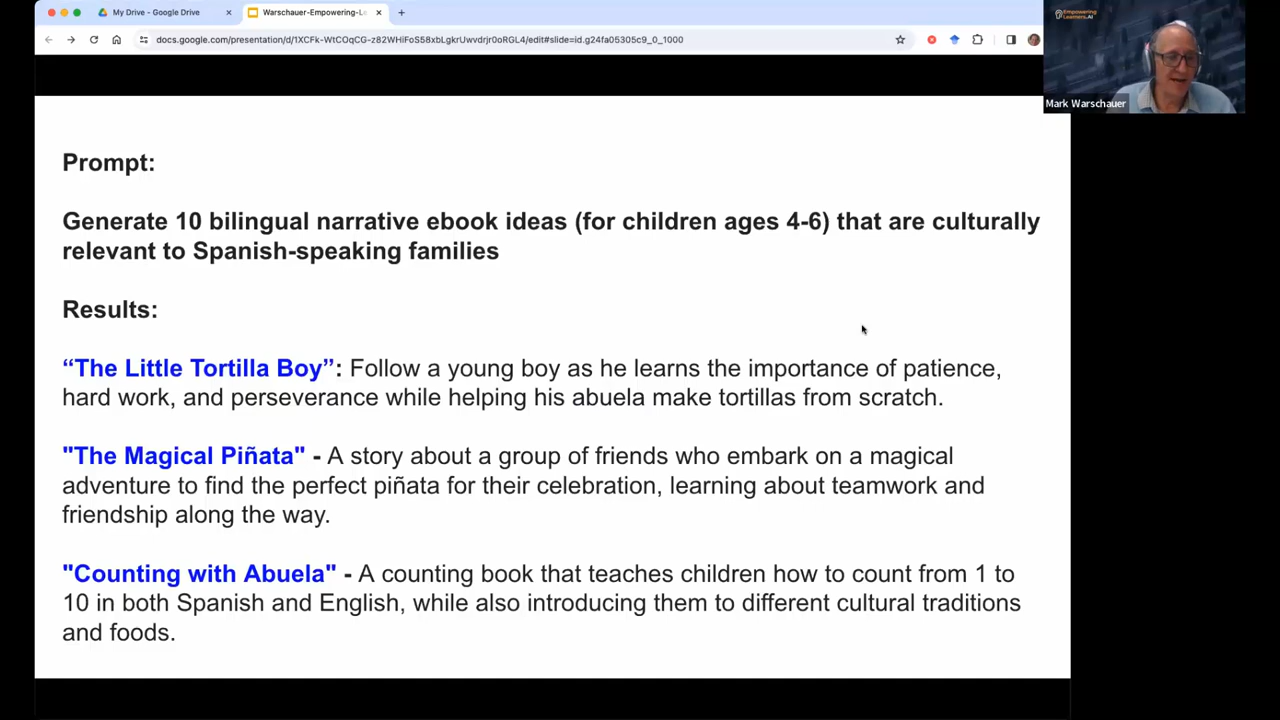 My Drive - Google Drive
Warschauer-Empowering-L
docs.google.com/presentation/d/1XCFk-WtCOqCG-z82WHiFoS58xbLgkrUwvdrjr0oRGL4/edit#slide=id.g24fa05305c9_0_1000
Empowering
Learners.AI
Mark Warschauer
Prompt:
Generate 10 bilingual narrative ebook ideas (for children ages 4-6) that are culturally
relevant to Spanish-speaking families
Results:
“The Little Tortilla Boy”: Follow a young boy as he learns the importance of patience,
hard work, and perseverance while helping his abuela make tortillas from scratch.
"The Magical Piñata" - A story about a group of friends who embark on a magical
adventure to find the perfect piñata for their celebration, learning about teamwork and
friendship along the way.
"Counting with Abuela" - A counting book that teaches children how to count from 1 to
10 in both Spanish and English, while also introducing them to different cultural traditions
and foods.